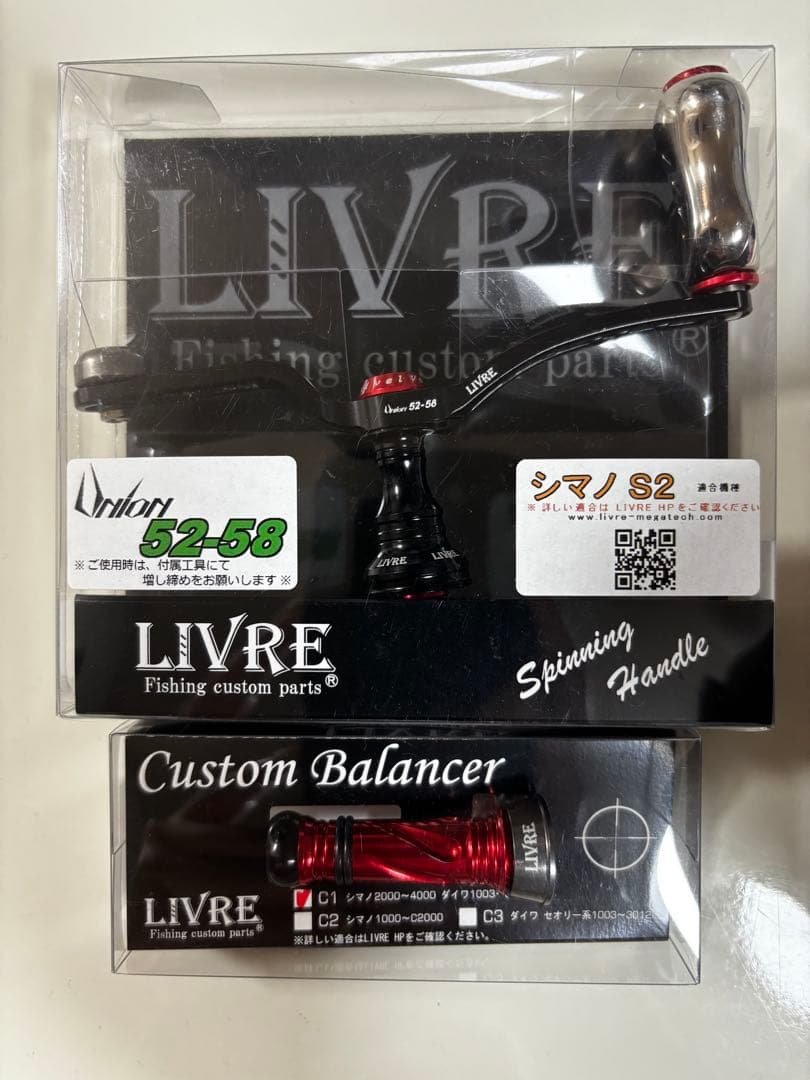 LIVRE
Fishing custom parts®
Union 52-58
LIVRE
LIVRE
LIVRE
UNION
52-58
※ご使用時は、付属工具にて
増し締めをお願いします※
シマノ S2 適合機種
※ 詳しい適合は LIVRE HPをご確認ください
www.livre-megatech.com
LIVRE
Fishing custom parts®
Spinning
Handle
Custom Balancer
LIVRE
C1 シマノ2000~4000 ダイワ1003-
LIVRE
Fishing custom parts®
C2 シマノ1000~C2000
C3 ダイワ セオリー系1003~3012
※詳しい適合はLIVRE HPをご確認ください。